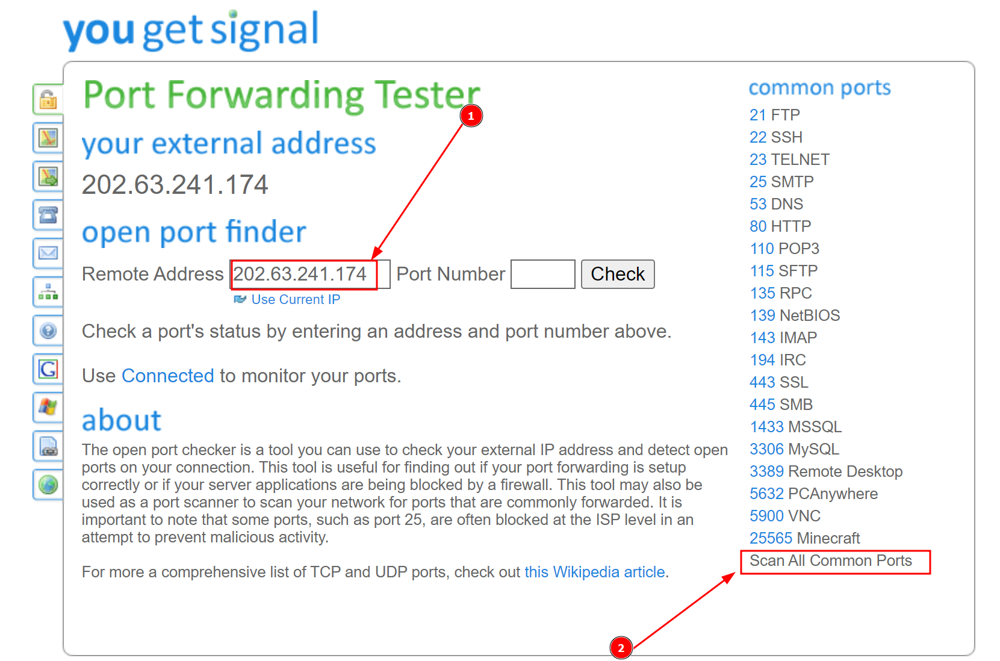 you get signal
Port Forwarding Tester
1
your external address
202.63.241.174
open port finder
Remote Address 202.63.241.174 Port Number Check
Use Current IP
Check a port's status by entering an address and port number above.
Use Connected to monitor your ports.
about
The open port checker is a tool you can use to check your external IP address and detect open
ports on your connection. This tool is useful for finding out if your port forwarding is setup
correctly or if your server applications are being blocked by a firewall. This tool may also be
used as a port scanner to scan your network for ports that are commonly forwarded. It is
important to note that some ports, such as port 25, are often blocked at the ISP level in an
attempt to prevent malicious activity.
For more a comprehensive list of TCP and UDP ports, check out this Wikipedia article.
common ports
21 FTP
22 SSH
23 TELNET
25 SMTP
53 DNS
80 HTTP
110 POP3
115 SFTP
135 RPC
139 NetBIOS
143 IMAP
194 IRC
443 SSL
445 SMB
1433 MSSQL
3306 MySQL
3389 Remote Desktop
5632 PCAnywhere
5900 VNC
25565 Minecraft
Scan All Common Ports
2
G
?